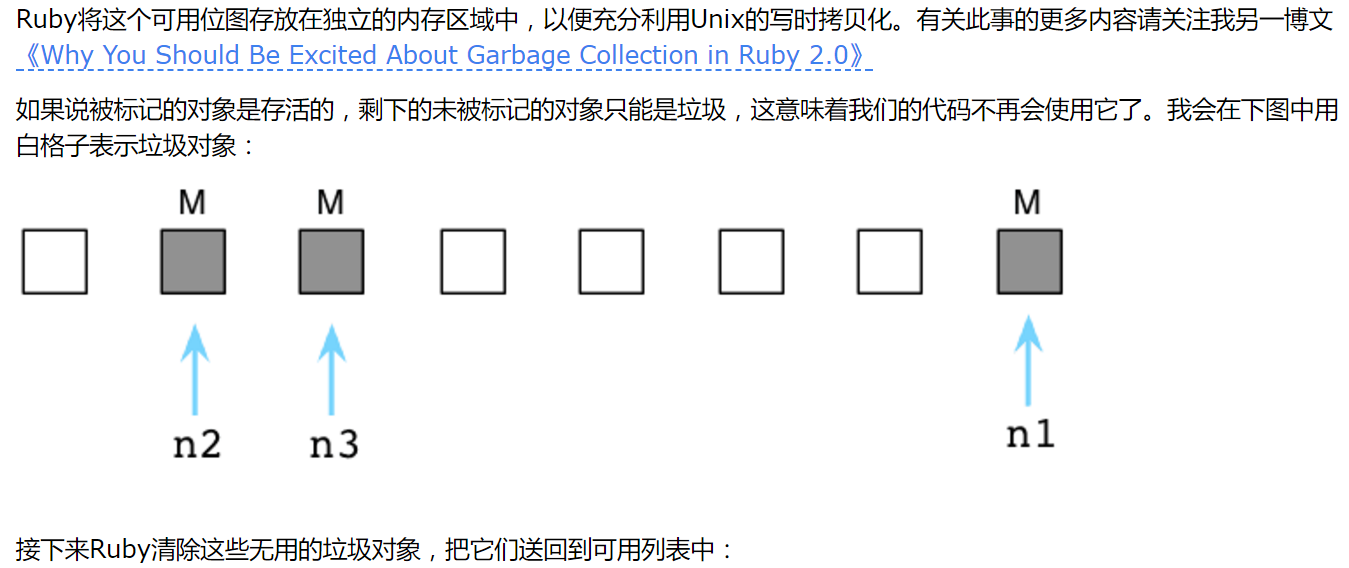 Ruby将这个可用位图存放在独立的内存区域中，以便充分利用Unix的写时拷贝化。有关此事的更多内容请关注我另一博文
《Why You Should Be Excited About Garbage Collection in Ruby 2.0》
如果说被标记的对象是存活的，剩下的未被标记的对象只能是垃圾，这意味着我们的代码不再会使用它了。我会在下图中用
白格子表示垃圾对象：
M M M
n2 n3 n1
接下来Ruby清除这些无用的垃圾对象，把它们送回到可用列表中：